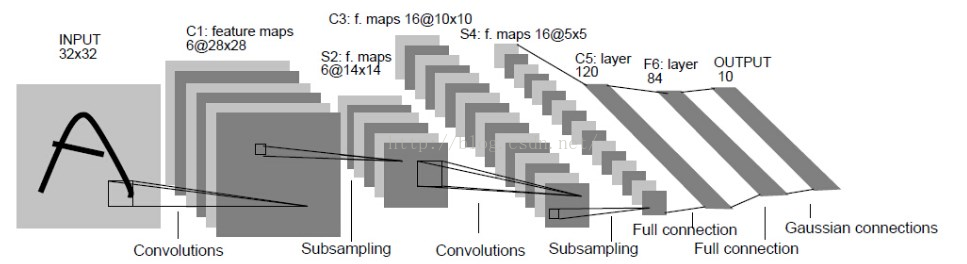 INPUT
32x32
C1: feature maps
6@28x28
S2: f. maps
6@14x14
C3: f. maps 16@10x10
S4: f. maps 16@5x5
C5: layer
120
F6: layer
84
OUTPUT
10
A
Convolutions
Subsampling
Convolutions
Subsampling
Full connection
Full connection
Gaussian connections
http://blog.csdn.net/